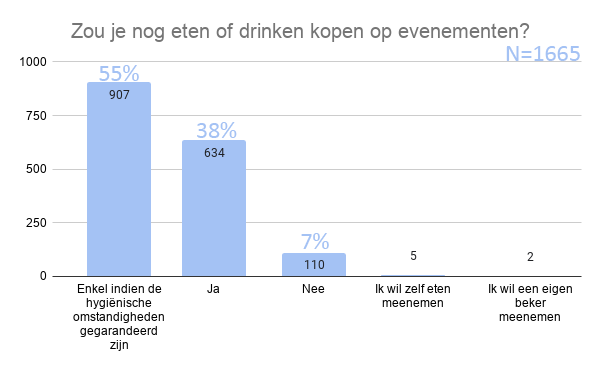 Zou je nog eten of drinken kopen op evenementen?
N=1665
1000
750
500
250
0
55%
907
38%
634
7%
110
5
2
Enkel indien de
hygiënische
omstandigheden
gegarandeerd
zijn
Ja
Nee
Ik wil zelf eten
meenemen
Ik wil een eigen
beker
meenemen